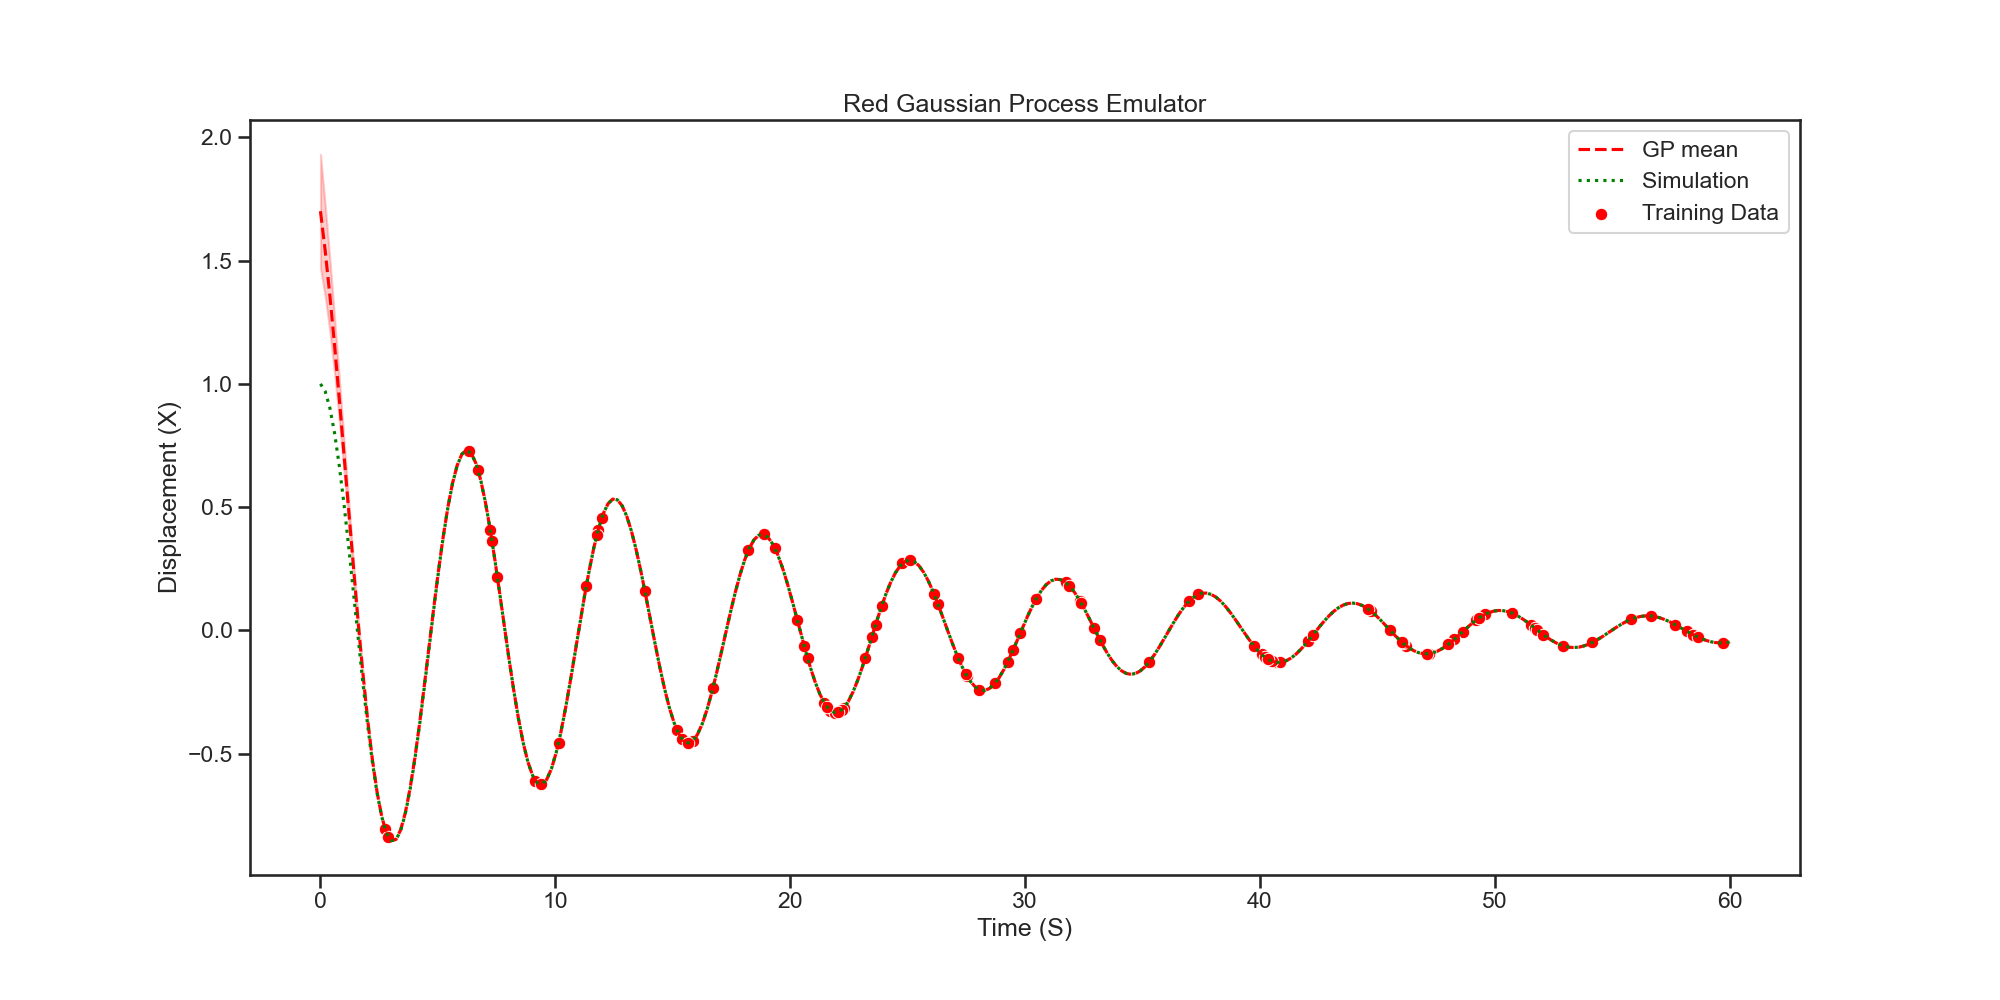 Red Gaussian Process Emulator
GP mean
Simulation
Training Data
2.0
1.5
1.0
0.5
0.0
−0.5
Displacement (X)
0 10 20 30 40 50 60
Time (S)